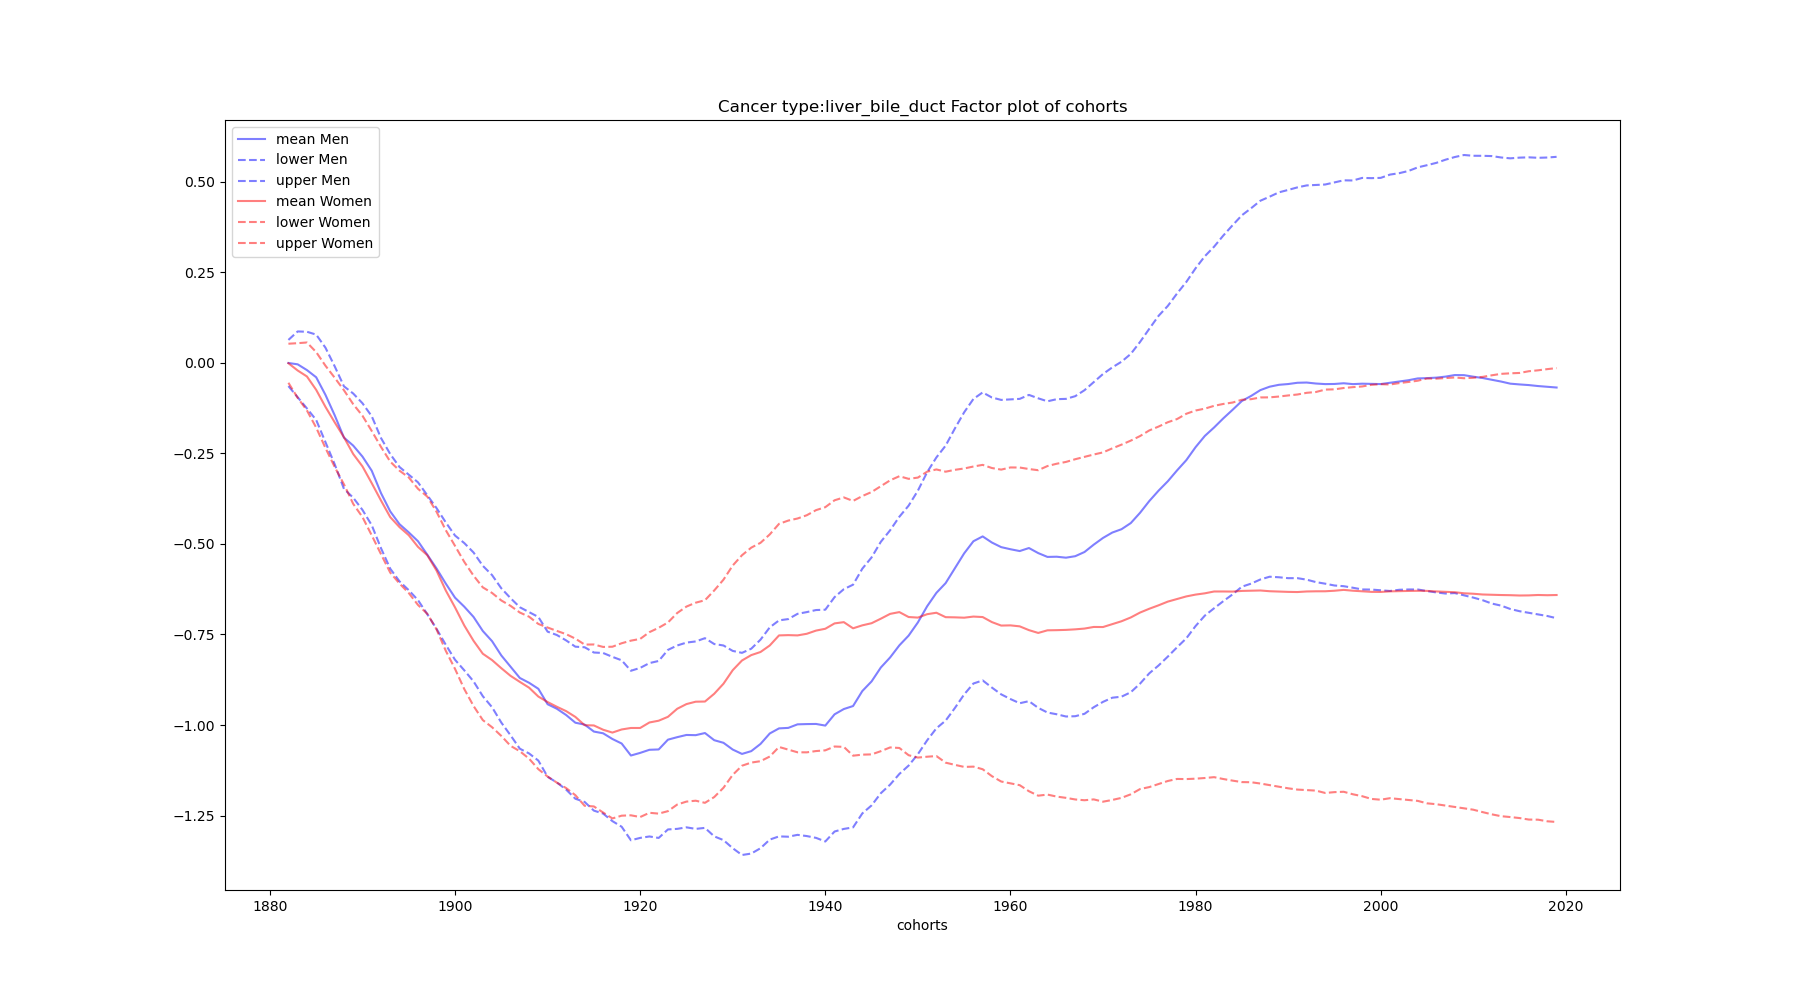 Cancer type:liver_bile_duct Factor plot of cohorts
mean Men
lower Men
upper Men
mean Women
lower Women
upper Women
0.50
0.25
0.00
−0.25
−0.50
−0.75
−1.00
−1.25
1880 1900 1920 1940 1960 1980 2000 2020
cohorts